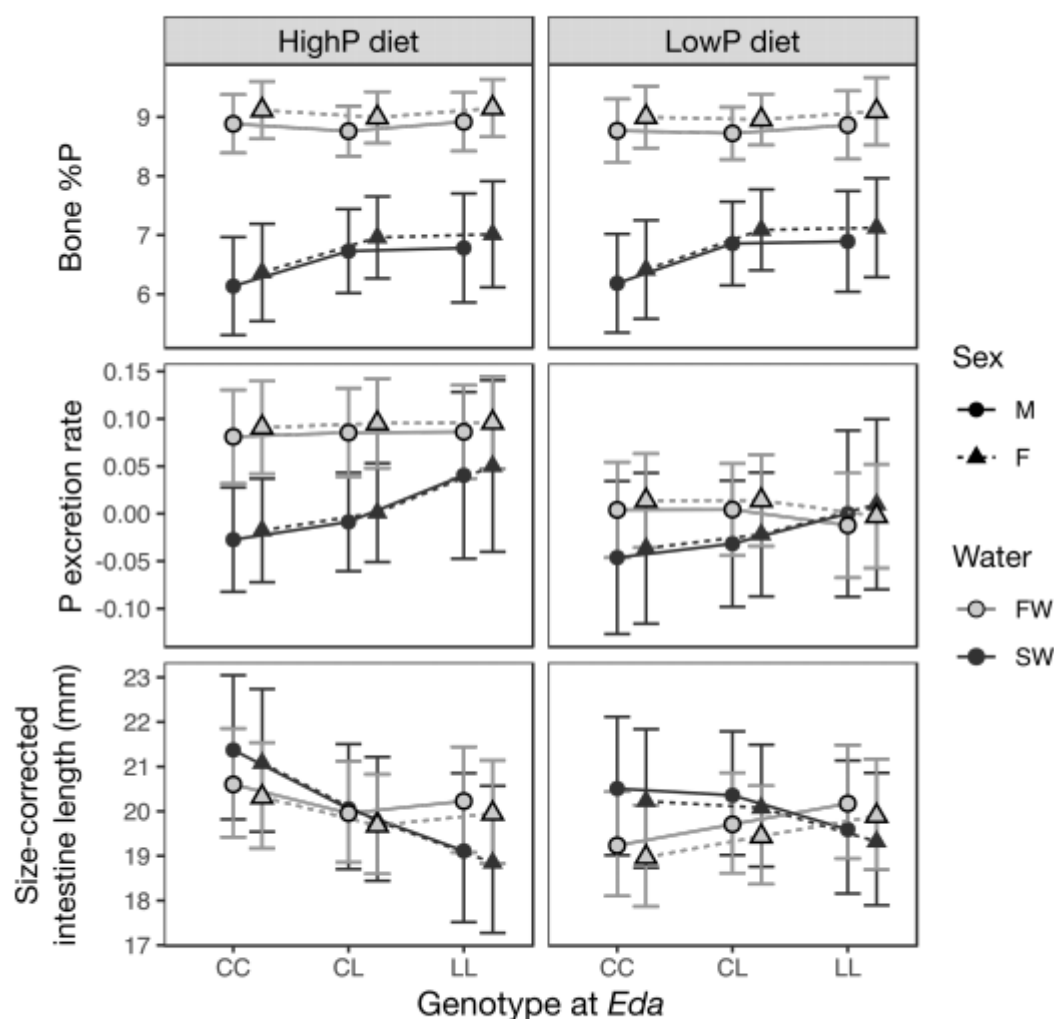 HighP diet
LowP diet
Bone %P
9
8
7
6
P excretion rate
0.15
0.10
0.05
0.00
-0.05
-0.10
Size-corrected
intestine length (mm)
23
22
21
20
19
18
17
CC CL LL
CC CL LL
Genotype at Eda
Sex
M
F
Water
FW
SW